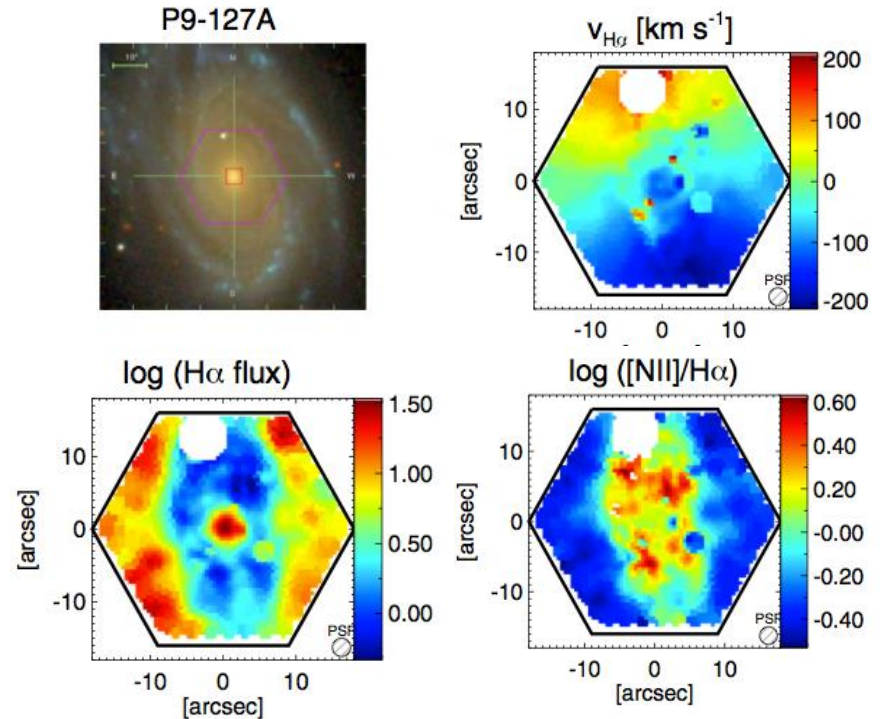 P9-127A
10"
N
E
W
S
v_Hα [km s⁻¹]
200
100
0
-100
-200
10
0
-10
[arcsec]
PSF
-10 0 10
[arcsec]
log (Hα flux)
1.50
1.00
0.50
0.00
10
0
-10
[arcsec]
PSF
-10 0 10
[arcsec]
log ([NII]/Hα)
0.60
0.40
0.20
-0.00
-0.20
-0.40
10
0
-10
[arcsec]
PSF
-10 0 10
[arcsec]